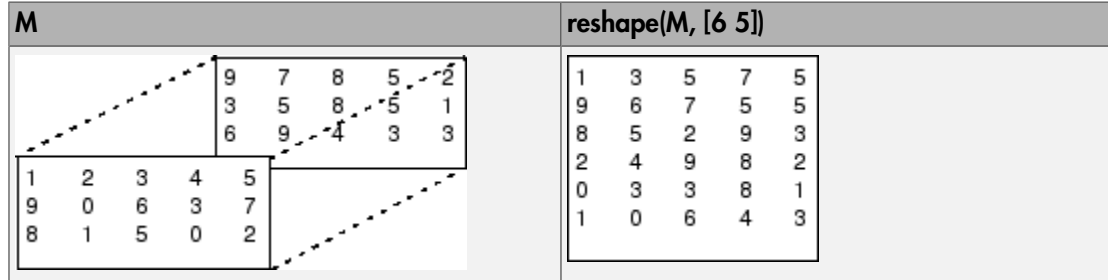 M
reshape(M, [6 5])
9 7 8 5 2
3 5 8 5 1
6 9 4 3 3
1 2 3 4 5
9 0 6 3 7
8 1 5 0 2
1 3 5 7 5
9 6 7 5 5
8 5 2 9 3
2 4 9 8 2
0 3 3 8 1
1 0 6 4 3